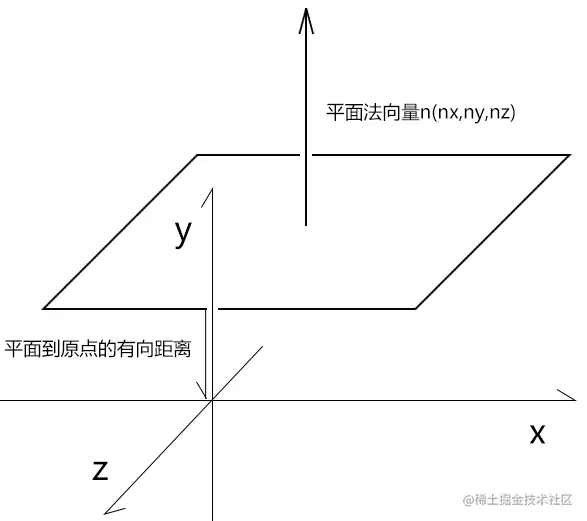 平面法向量n(nx,ny,nz)
y
平面到原点的有向距离
x
z
@稀土掘金技术社区